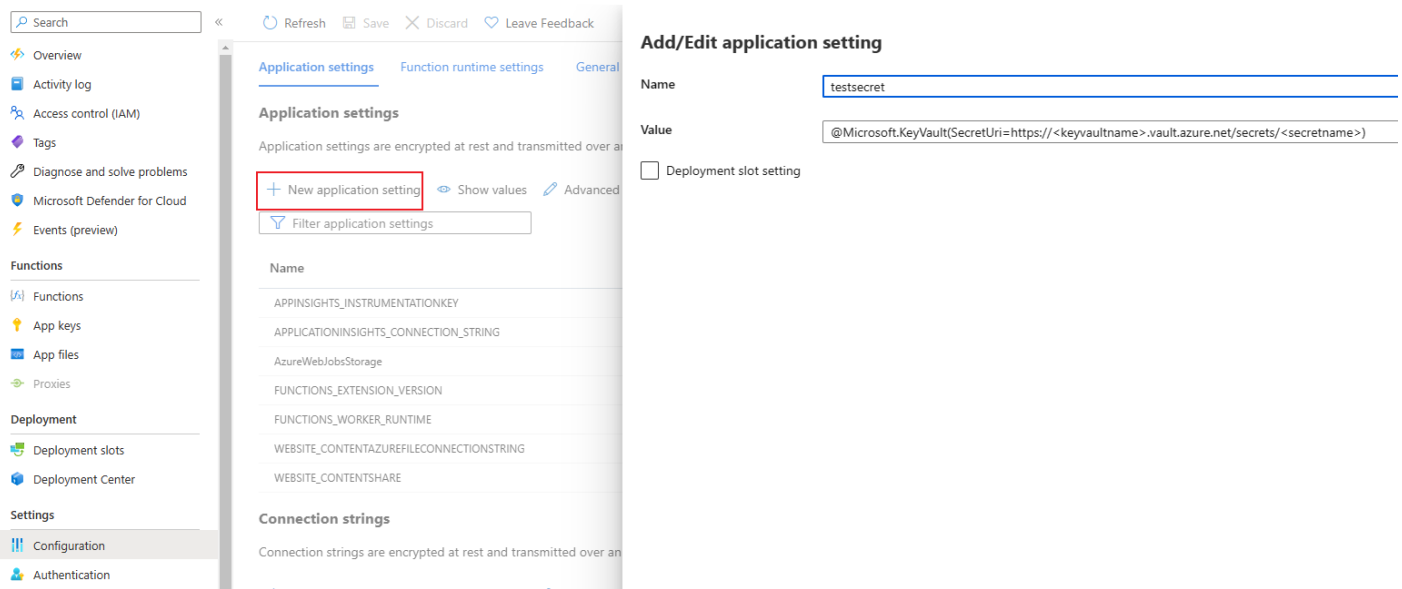 Search
«
Overview
Activity log
Access control (IAM)
Tags
Diagnose and solve problems
Microsoft Defender for Cloud
Events (preview)
Functions
Functions
App keys
App files
Proxies
Deployment
Deployment slots
Deployment Center
Settings
Configuration
Authentication
Refresh Save Discard Leave Feedback
Application settings Function runtime settings General
Application settings
Application settings are encrypted at rest and transmitted over an
New application setting Show values Advanced
Filter application settings
Name
APPINSIGHTS_INSTRUMENTATIONKEY
APPLICATIONINSIGHTS_CONNECTION_STRING
AzureWebJobsStorage
FUNCTIONS_EXTENSION_VERSION
FUNCTIONS_WORKER_RUNTIME
WEBSITE_CONTENTAZUREFILECONNECTIONSTRING
WEBSITE_CONTENTSHARE
Connection strings
Connection strings are encrypted at rest and transmitted over an
Add/Edit application setting
Name
testsecret
Value
@Microsoft.KeyVault(SecretUri=https://<keyvaultname>.vault.azure.net/secrets/<secretname>)
Deployment slot setting